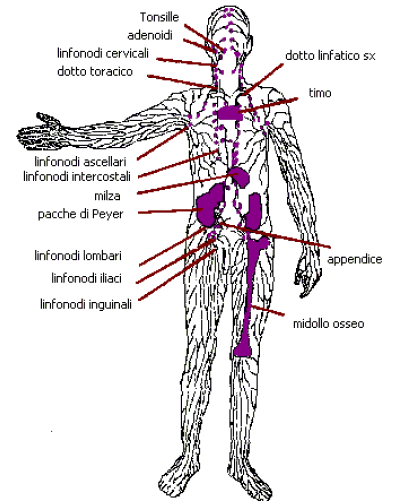 Tonsille
adenoidi
linfonodi cervicali
dotto toracico
dotto linfatico sx
timo
linfonodi ascellari
linfonodi intercostali
milza
pacche di Peyer
linfonodi lombari
linfonodi iliaci
linfonodi inguinali
appendice
midollo osseo